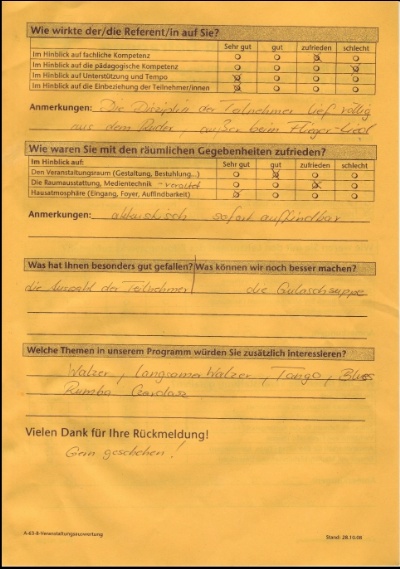 Wie wirkte der/die Referent/in auf Sie?
Sehr gut gut zufrieden schlecht
Im Hinblick auf fachliche Kompetenz
Im Hinblick auf die pädagogische Kompetenz
Im Hinblick auf Unterstützung und Tempo
Im Hinblick auf die Einbeziehung der Teilnehmer/innen
Anmerkungen: Die Disziplin der Teilnehmer lief völlig
aus dem Ruder, außer beim Flieger-Lied!
Wie waren Sie mit den räumlichen Gegebenheiten zufrieden?
Im Hinblick auf: Sehr gut gut zufrieden schlecht
Den Veranstaltungsraum (Gestaltung, Bestuhlung...)
Die Raumausstattung, Medientechnik - veraltet
Hausatmosphäre (Eingang, Foyer, Auffindbarkeit)
Anmerkungen: sofort auffindbar
Was hat Ihnen besonders gut gefallen? Was können wir noch besser machen?
die Auswahl der Teilnehmer die Gulaschsuppe
Welche Themen in unserem Programm würden Sie zusätzlich interessieren?
Walzer, langsamer Walzer, Tango, Blues
Rumba
Vielen Dank für Ihre Rückmeldung!
Gern geschehen!
A-63-8-Veranstaltungsauswertung Stand: 28.10.08